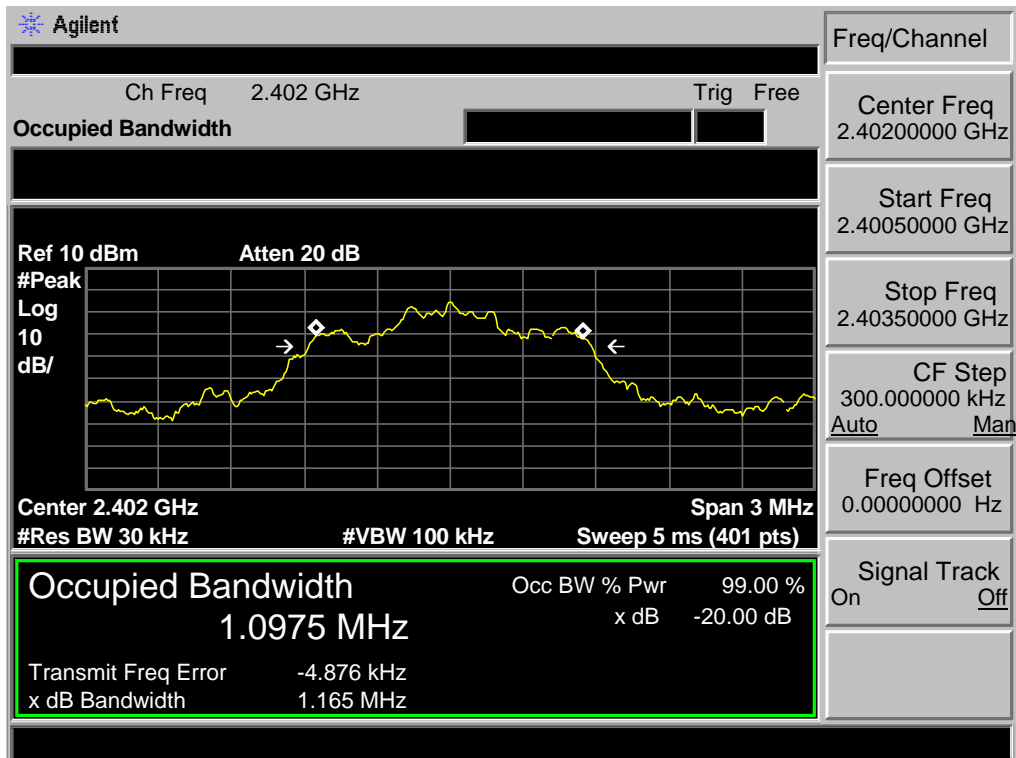 Agilent
Freq/Channel
Ch Freq 2.402 GHz Trig Free
Occupied Bandwidth
Center Freq
2.40200000 GHz
Start Freq
2.40050000 GHz
Stop Freq
2.40350000 GHz
CF Step
300.000000 kHz
Auto Man
Freq Offset
0.00000000 Hz
Signal Track
On Off
Ref 10 dBm Atten 20 dB
#Peak
Log
10
dB/
Center 2.402 GHz Span 3 MHz
#Res BW 30 kHz #VBW 100 kHz Sweep 5 ms (401 pts)
Occupied Bandwidth Occ BW % Pwr 99.00 %
1.0975 MHz x dB -20.00 dB
Transmit Freq Error -4.876 kHz
x dB Bandwidth 1.165 MHz